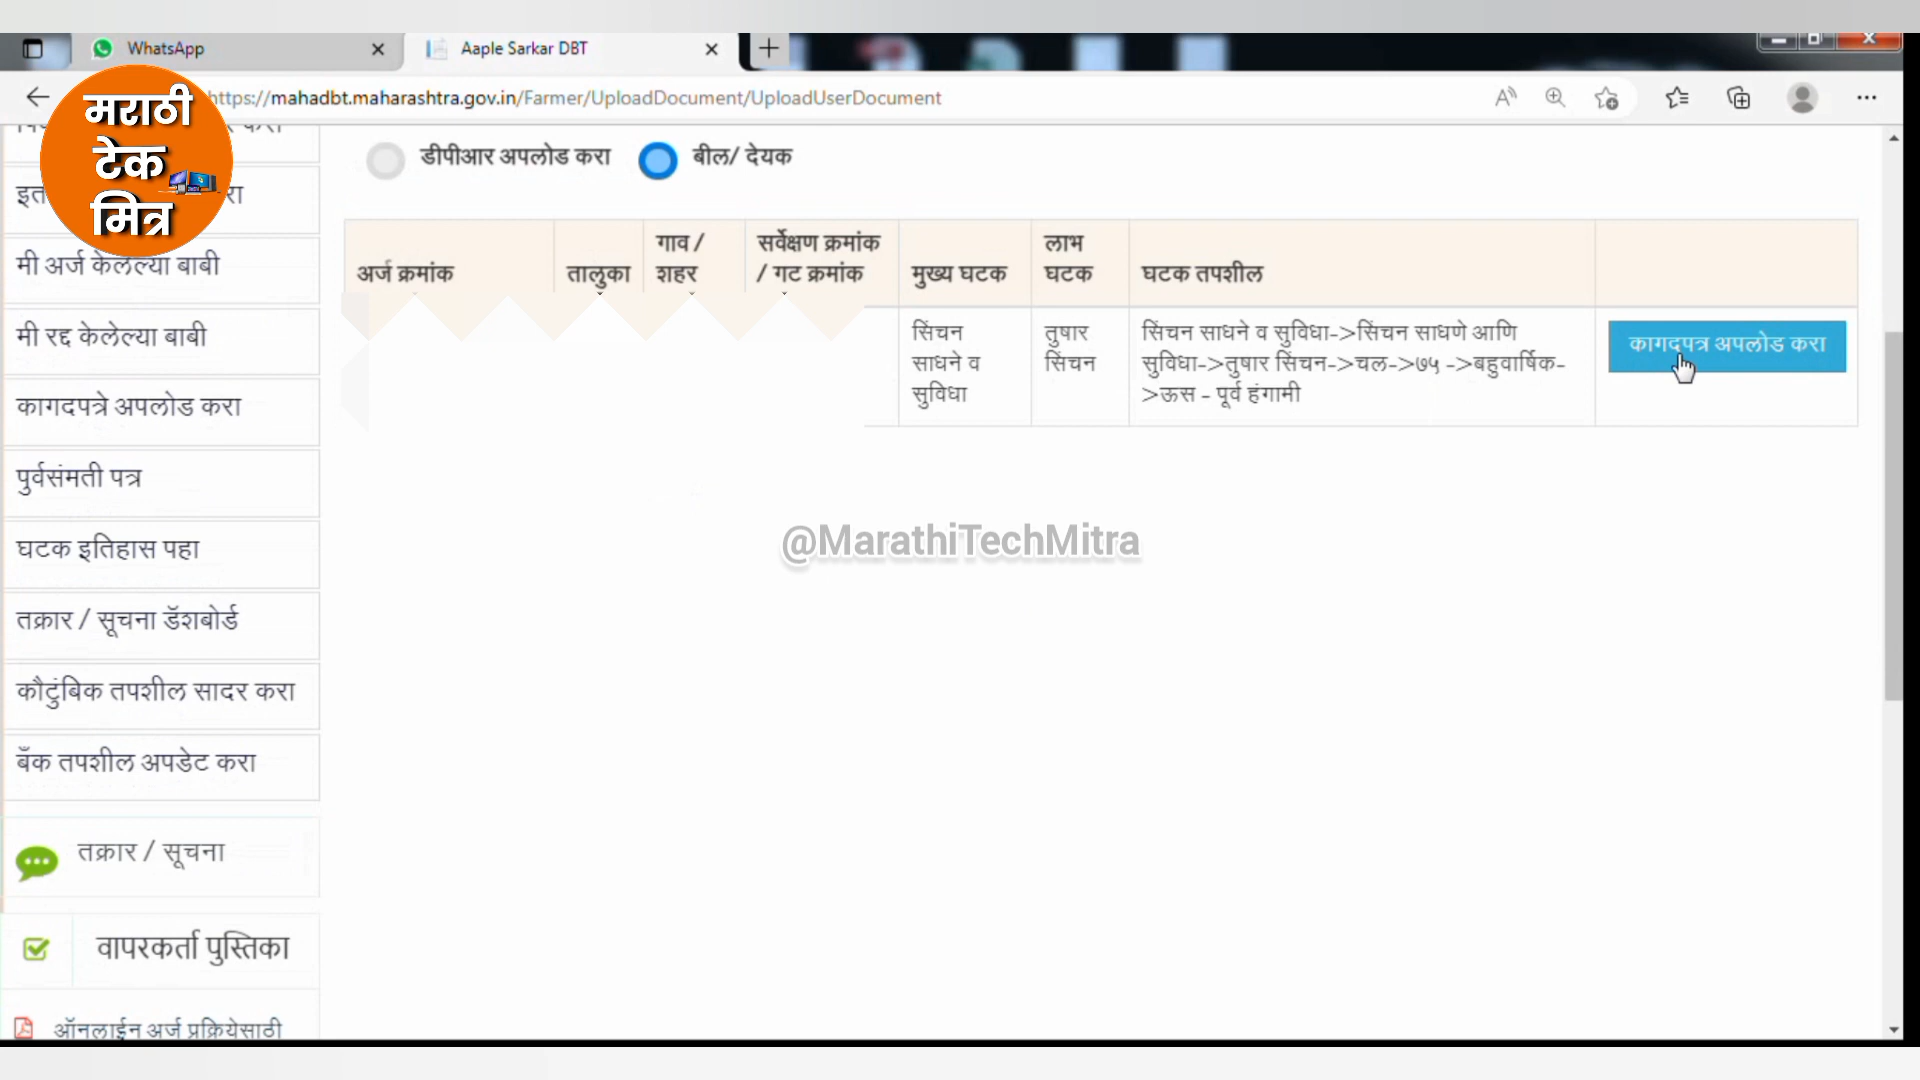 WhatsApp
Aaple Sarkar DBT
https://mahadbt.maharashtra.gov.in/Farmer/UploadDocument/UploadUserDocument
मराठी
टेक
मित्र
डीपीआर अपलोड करा
बील/ देयक
मी अर्ज केलेल्या बाबी
मी रद्द केलेल्या बाबी
कागदपत्रे अपलोड करा
पुर्वसंमती पत्र
घटक इतिहास पहा
तक्रार / सूचना डॅशबोर्ड
कौटुंबिक तपशील सादर करा
बँक तपशील अपडेट करा
तक्रार / सूचना
वापरकर्ता पुस्तिका
ऑनलाईन अर्ज प्रक्रियेसाठी
अर्ज क्रमांक
तालुका
गाव /
शहर
सर्वेक्षण क्रमांक
/ गट क्रमांक
मुख्य घटक
लाभ
घटक
घटक तपशील
सिंचन
साधने व
सुविधा
तुषार
सिंचन
सिंचन साधने व सुविधा->सिंचन साधणे आणि
सुविधा->तुषार सिंचन->चल->७५ ->बहुवार्षिक-
>ऊस - पूर्व हंगामी
कागदपत्र अपलोड करा
@MarathiTechMitra